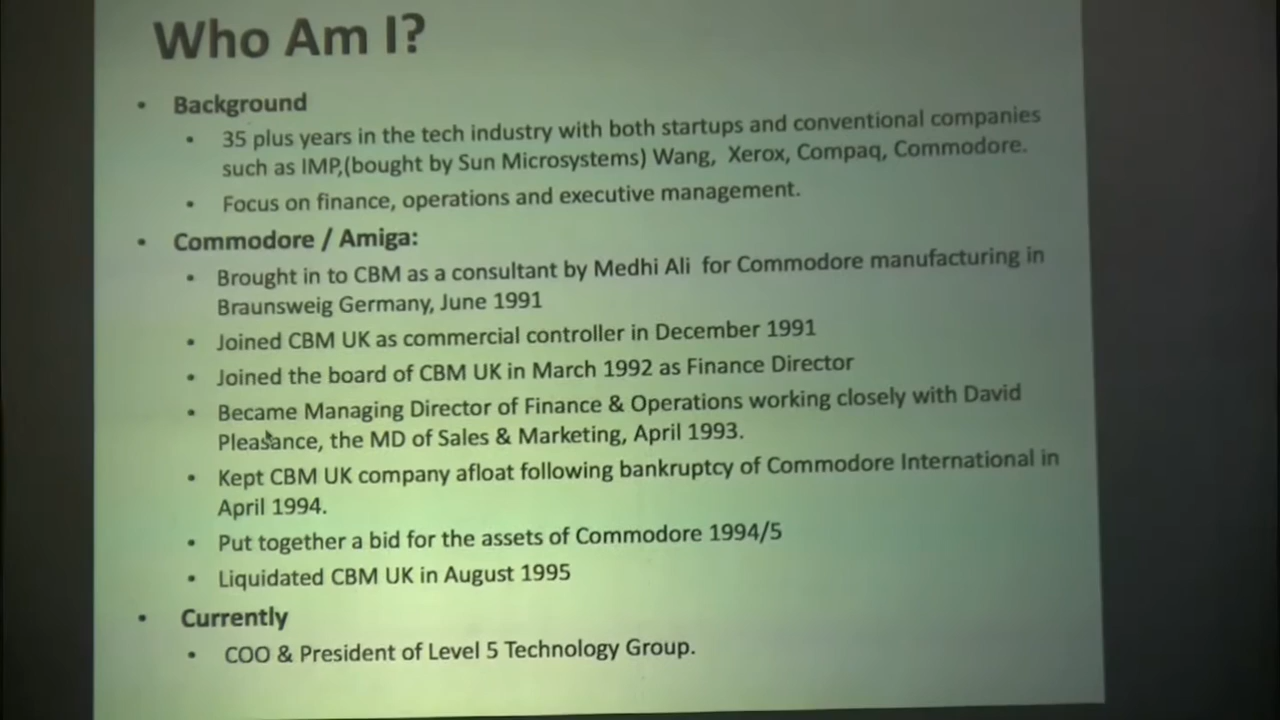 Who Am I?
• Background
• 35 plus years in the tech industry with both startups and conventional companies
such as IMP,(bought by Sun Microsystems) Wang, Xerox, Compaq, Commodore.
• Focus on finance, operations and executive management.
• Commodore / Amiga:
• Brought in to CBM as a consultant by Medhi Ali for Commodore manufacturing in
Braunsweig Germany, June 1991
• Joined CBM UK as commercial controller in December 1991
• Joined the board of CBM UK in March 1992 as Finance Director
• Became Managing Director of Finance & Operations working closely with David
Pleasance, the MD of Sales & Marketing, April 1993.
• Kept CBM UK company afloat following bankruptcy of Commodore International in
April 1994.
• Put together a bid for the assets of Commodore 1994/5
• Liquidated CBM UK in August 1995
• Currently
• COO & President of Level 5 Technology Group.